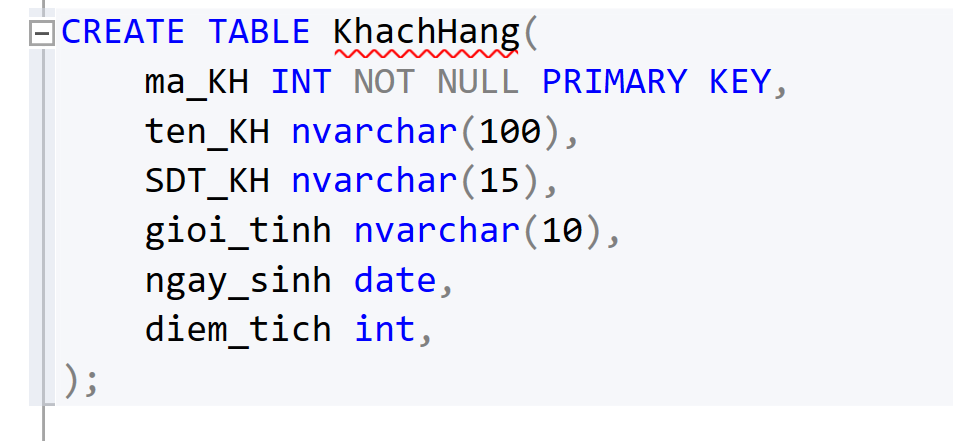 CREATE TABLE KhachHang(
ma_KH INT NOT NULL PRIMARY KEY,
ten_KH nvarchar(100),
SDT_KH nvarchar(15),
gioi_tinh nvarchar(10),
ngay_sinh date,
diem_tich int,
);